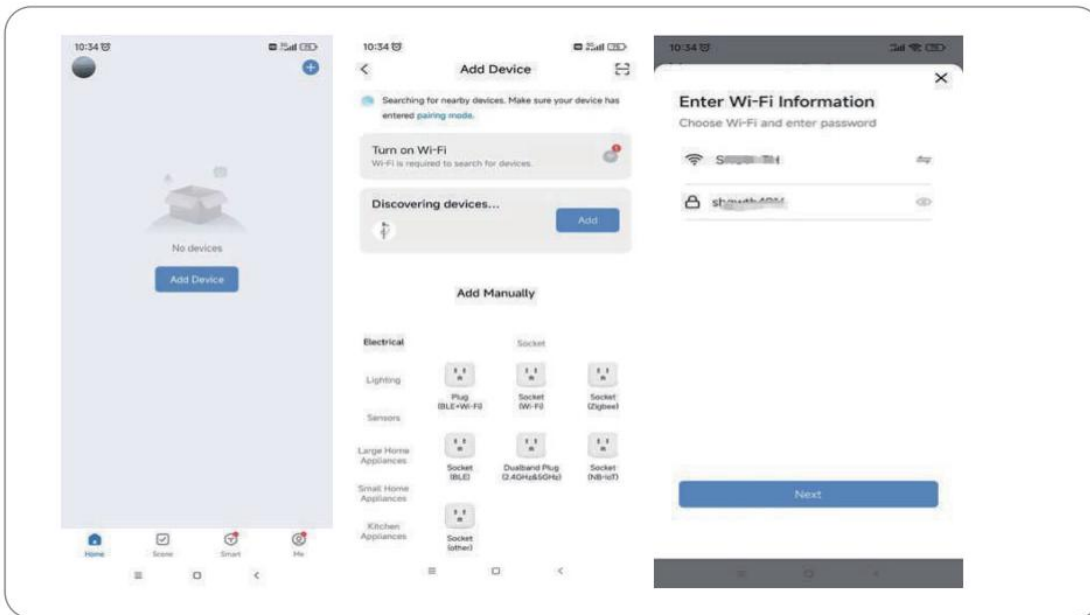 10:34
No devices
Add Device
Home
Scene
Smart
Me
10:34
Add Device
Searching for nearby devices. Make sure your device has
entered pairing mode.
Turn on Wi-Fi
Wi-Fi is required to search for devices.
Discovering devices...
Add
Add Manually
Electrical
Lighting
Sensors
Large Home
Appliances
Small Home
Appliances
Kitchen
Appliances
Socket
Plug
(BLE+Wi-Fi)
Socket
(Wi-Fi)
Socket
(Zigbee)
Socket
(BLE)
Dualband Plug
(2.4GHz&5GHz)
Socket
(NB-IoT)
Socket
(other)
10:34
Enter Wi-Fi Information
Choose Wi-Fi and enter password
Next